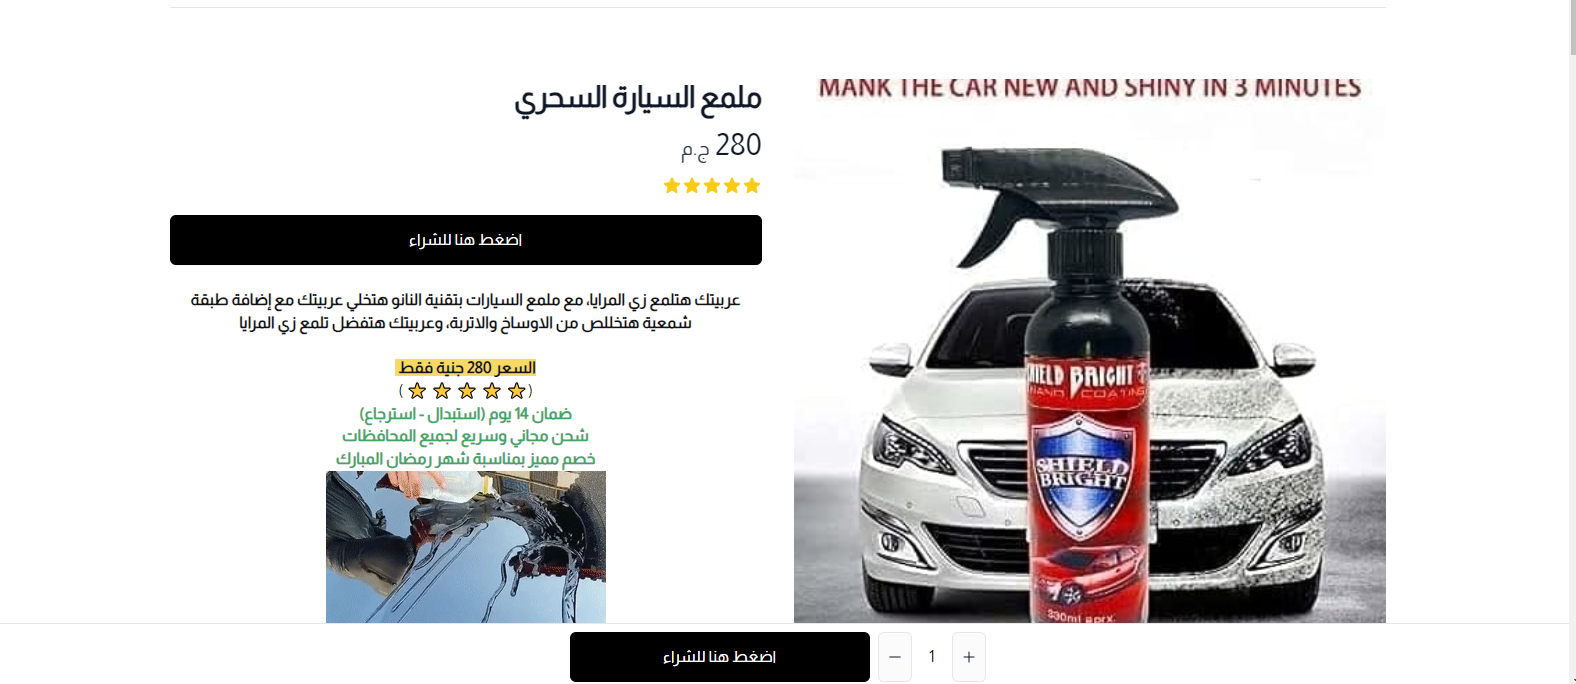 MANK THE CAR NEW AND SHINY IN 3 MINUTES
ملمع السيارة السحري
280 ج.م
اضغط هنا للشراء
عربيتك هتلمع زي المرايا، مع ملمع السيارات بتقنية النانو هتخلي عربيتك مع إضافة طبقة
شمعية هتخللص من الاوساخ والاتربة، وعربيتك هتفضل تلمع زي المرايا
السعر 280 جنية فقط
ضمان 14 يوم (استبدال - استرجاع)
شحن مجاني وسريع لجميع المحافظات
خصم مميز بمناسبة شهر رمضان المبارك
SHIELD BRIGHT
NANO COATING
SHIELD
BRIGHT
330ml aprx.
اضغط هنا للشراء
− 1 +